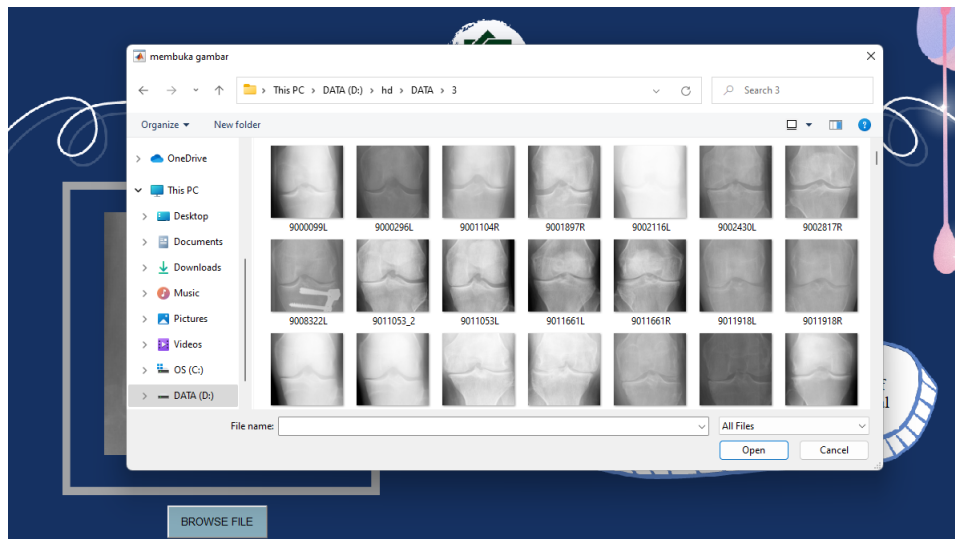 membuka gambar
This PC > DATA (D:) > hd > DATA > 3
Search 3
Organize
New folder
OneDrive
This PC
Desktop
Documents
Downloads
Music
Pictures
Videos
OS (C:)
DATA (D:)
9000099L
9000296L
9001104R
9001897R
9002116L
9002430L
9002817R
9008322L
9011053_2
9011053L
9011661L
9011661R
9011918L
9011918R
File name:
All Files
Open
Cancel
BROWSE FILE